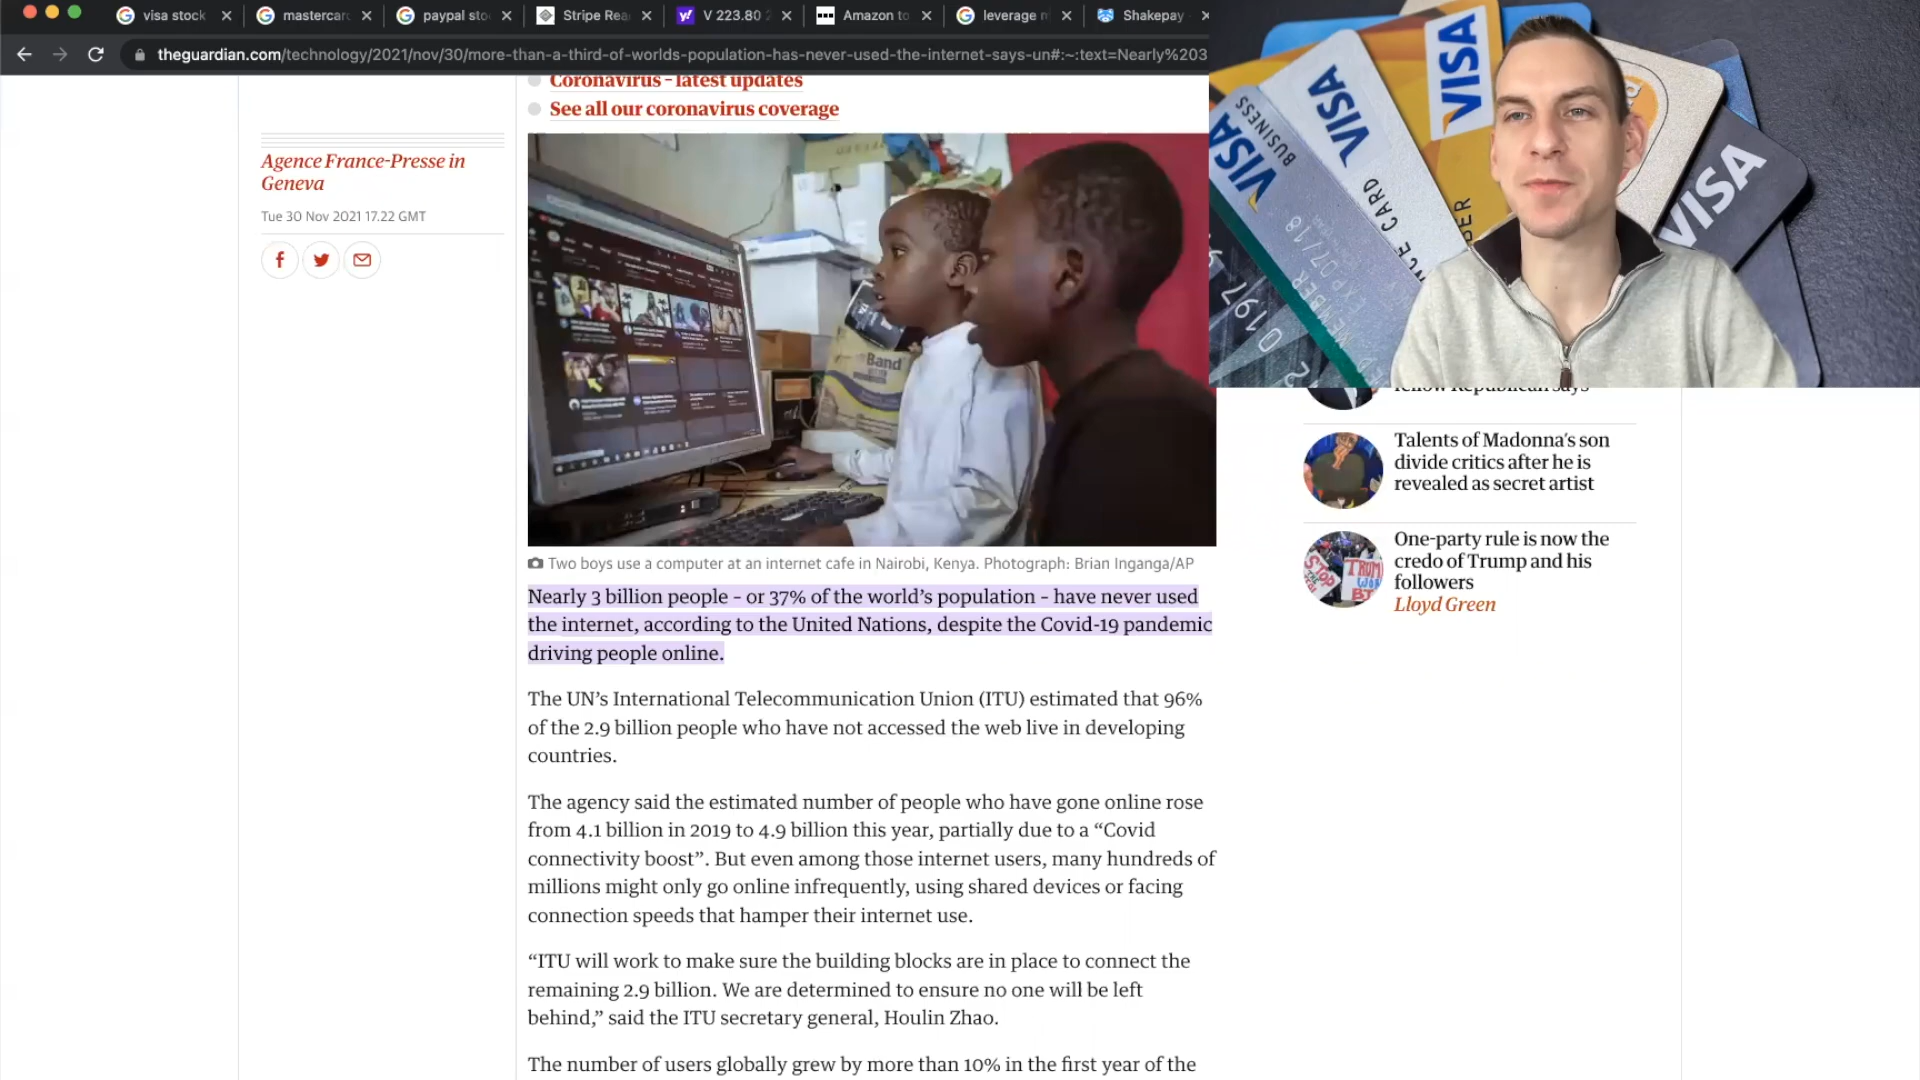 visa stock
mastercar
paypal sto
Stripe Rea
V 223.80
Amazon to
leverage
Shakepay
theguardian.com/technology/2021/nov/30/more-than-a-third-of-worlds-population-has-never-used-the-internet-says-un#:~:text=Nearly%203
Coronavirus – latest updates
See all our coronavirus coverage
Agence France-Presse in
Geneva
Tue 30 Nov 2021 17.22 GMT
Band
VISA
BUSINESS
VISA
VISA
VISA
CARD
07/18
MEMBER
EXP
0197
fellow Republican says
Talents of Madonna's son
divide critics after he is
revealed as secret artist
One-party rule is now the
credo of Trump and his
followers
Lloyd Green
STOP
Two boys use a computer at an internet cafe in Nairobi, Kenya. Photograph: Brian Inganga/AP
Nearly 3 billion people – or 37% of the world's population – have never used
the internet, according to the United Nations, despite the Covid-19 pandemic
driving people online.
The UN's International Telecommunication Union (ITU) estimated that 96%
of the 2.9 billion people who have not accessed the web live in developing
countries.
The agency said the estimated number of people who have gone online rose
from 4.1 billion in 2019 to 4.9 billion this year, partially due to a “Covid
connectivity boost”. But even among those internet users, many hundreds of
millions might only go online infrequently, using shared devices or facing
connection speeds that hamper their internet use.
“ITU will work to make sure the building blocks are in place to connect the
remaining 2.9 billion. We are determined to ensure no one will be left
behind,” said the ITU secretary general, Houlin Zhao.
The number of users globally grew by more than 10% in the first year of the